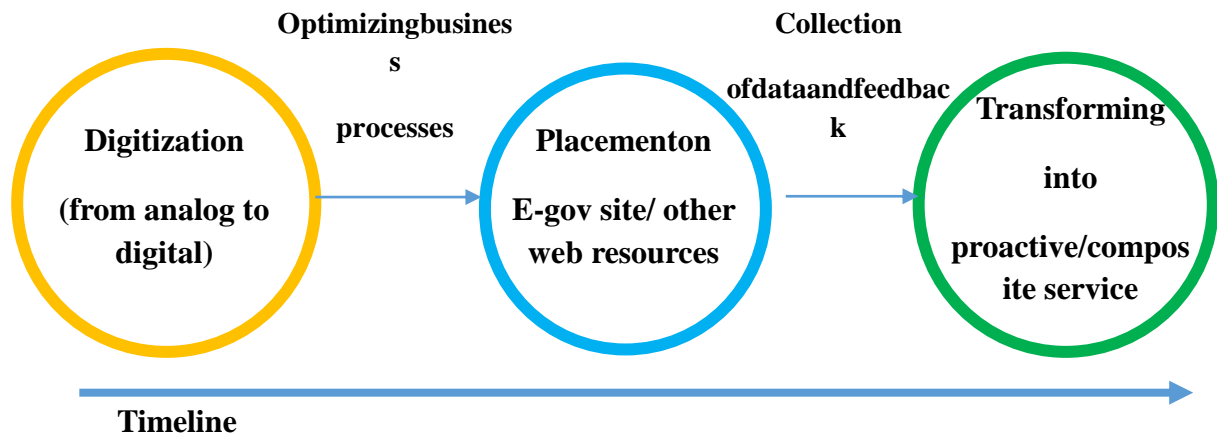 Digitization
(from analog to
digital)
Optimizingbusines
s
processes
Placementon
E-gov site/ other
web resources
Collection
ofdataandfeedbac
k
Transforming
into
proactive/compos
ite service
Timeline